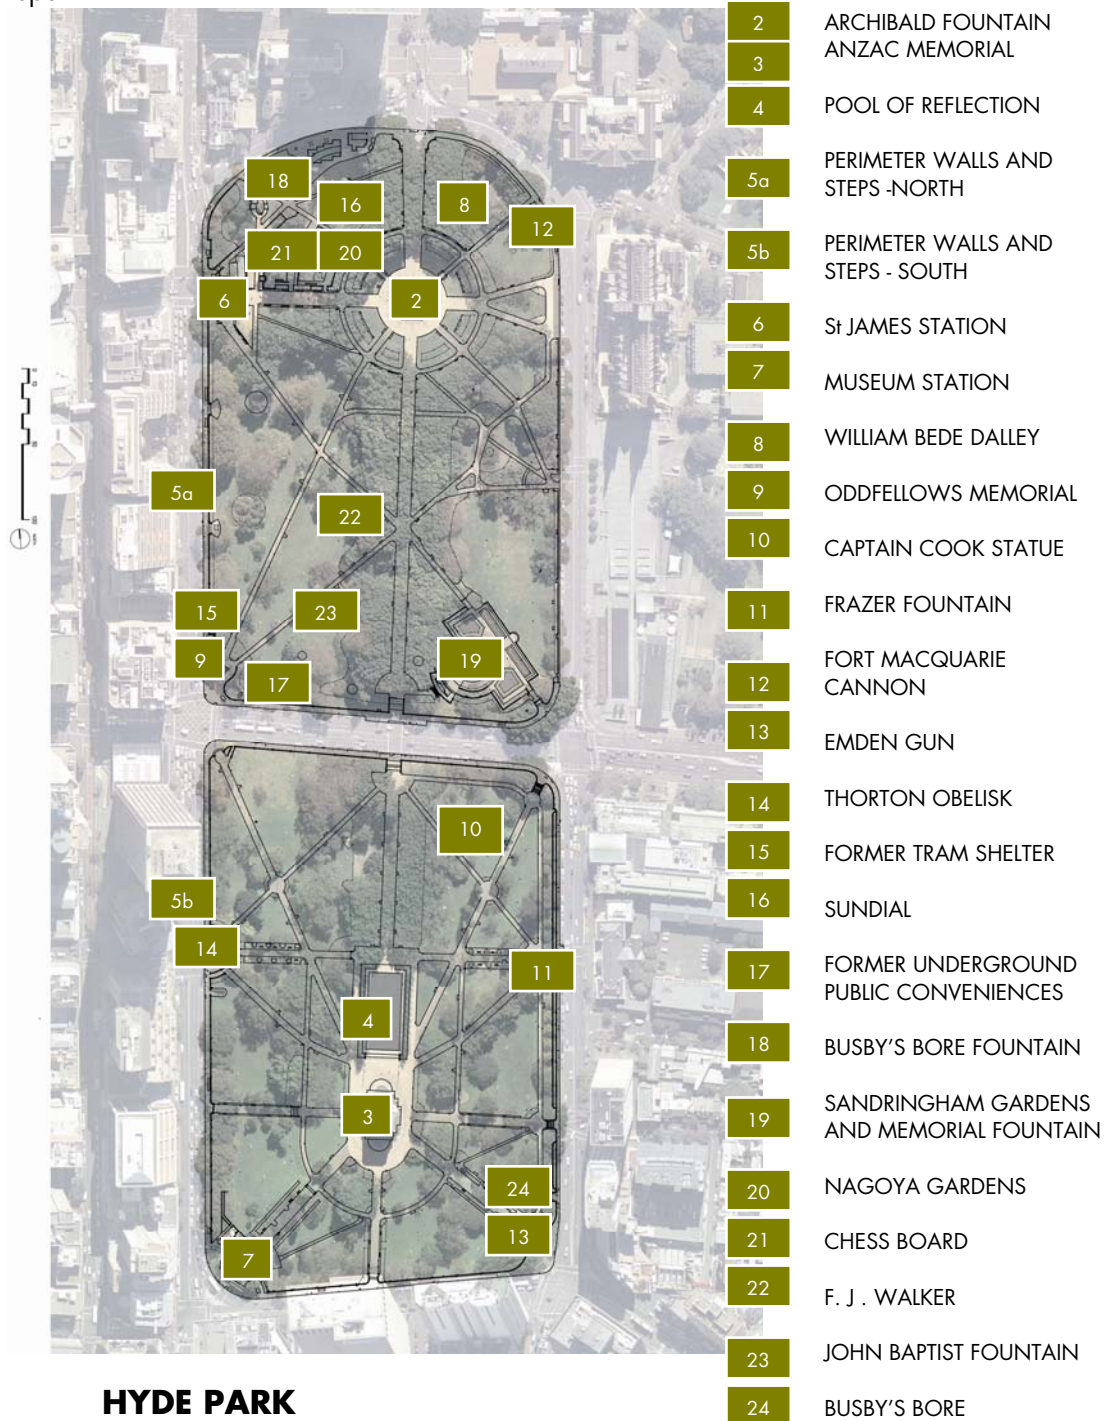 2 ARCHIBALD FOUNTAIN
3 ANZAC MEMORIAL
4 POOL OF REFLECTION
5a PERIMETER WALLS AND
STEPS -NORTH
5b PERIMETER WALLS AND
STEPS - SOUTH
6 St JAMES STATION
7 MUSEUM STATION
8 WILLIAM BEDE DALLEY
9 ODDFELLOWS MEMORIAL
10 CAPTAIN COOK STATUE
11 FRAZER FOUNTAIN
12 FORT MACQUARIE
CANNON
13 EMDEN GUN
14 THORTON OBELISK
15 FORMER TRAM SHELTER
16 SUNDIAL
17 FORMER UNDERGROUND
PUBLIC CONVENIENCES
18 BUSBY'S BORE FOUNTAIN
19 SANDRINGHAM GARDENS
AND MEMORIAL FOUNTAIN
20 NAGOYA GARDENS
21 CHESS BOARD
22 F. J . WALKER
23 JOHN BAPTIST FOUNTAIN
24 BUSBY'S BORE
18
16
8
12
21
20
6
2
5a
22
15
23
9
19
17
10
5b
14
11
4
3
24
13
7
HYDE PARK